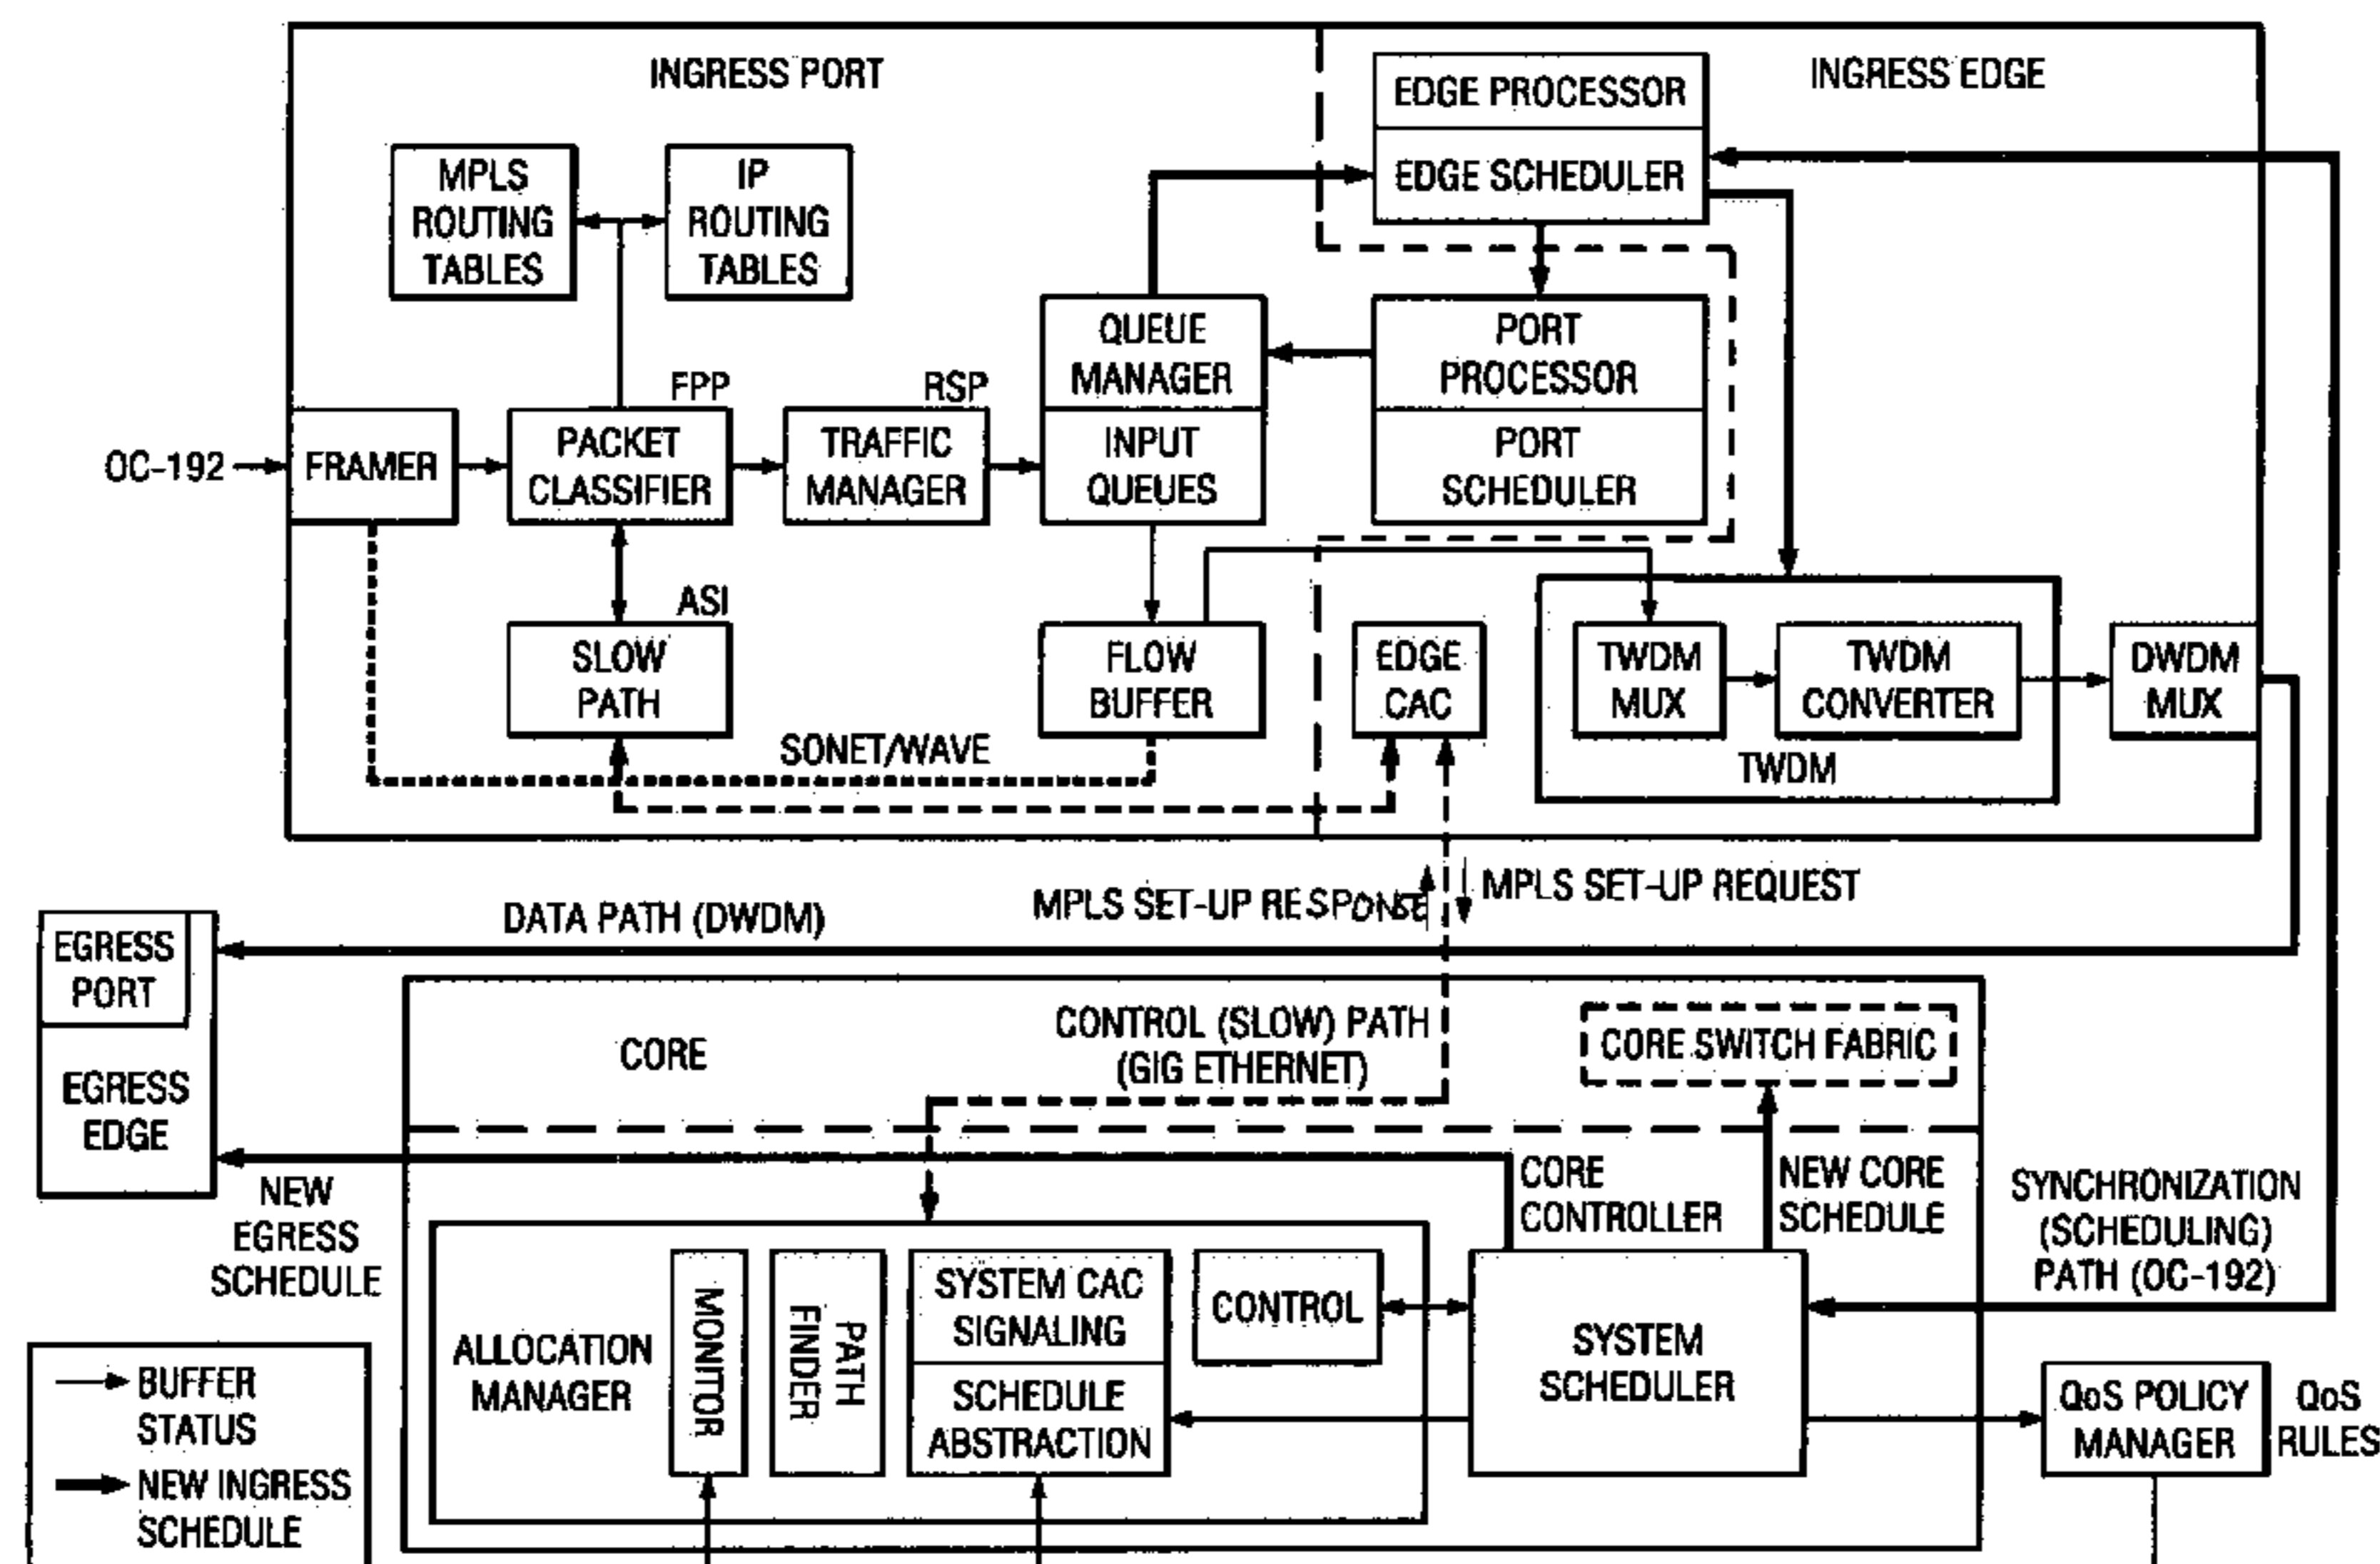 INGRESS PORT
INGRESS EDGE
EDGE PROCESSOR
EDGE SCHEDULER
MPLS
ROUTING
TABLES
IP
ROUTING
TABLES
QUEUE
MANAGER
INPUT
QUEUES
PORT
PROCESSOR
PORT
SCHEDULER
FPP
RSP
OC-192
FRAMER
PACKET
CLASSIFIER
TRAFFIC
MANAGER
ASI
SLOW
PATH
FLOW
BUFFER
EDGE
CAC
TWDM
MUX
TWDM
CONVERTER
DWDM
MUX
TWDM
SONET/WAVE
MPLS SET-UP RESPONSE
MPLS SET-UP REQUEST
DATA PATH (DWDM)
EGRESS
PORT
EGRESS
EDGE
CORE
CONTROL (SLOW) PATH
(GIG ETHERNET)
CORE SWITCH FABRIC
NEW
EGRESS
SCHEDULE
CORE
CONTROLLER
NEW CORE
SCHEDULE
SYNCHRONIZATION
(SCHEDULING)
PATH (OC-192)
ALLOCATION
MANAGER
MONITOR
PATH
FINDER
SYSTEM CAC
SIGNALING
SCHEDULE
ABSTRACTION
CONTROL
SYSTEM
SCHEDULER
QoS POLICY
MANAGER
QoS
RULES
BUFFER
STATUS
NEW INGRESS
SCHEDULE